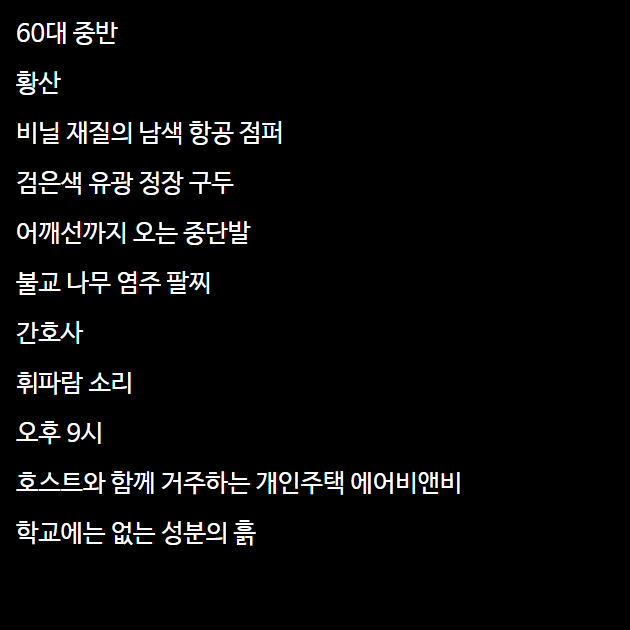 60대 중반
황산
비닐 재질의 남색 항공 점퍼
검은색 유광 정장 구두
어깨선까지 오는 중단발
불교 나무 염주 팔찌
간호사
휘파람 소리
오후 9시
호스트와 함께 거주하는 개인주택 에어비앤비
학교에는 없는 성분의 흙